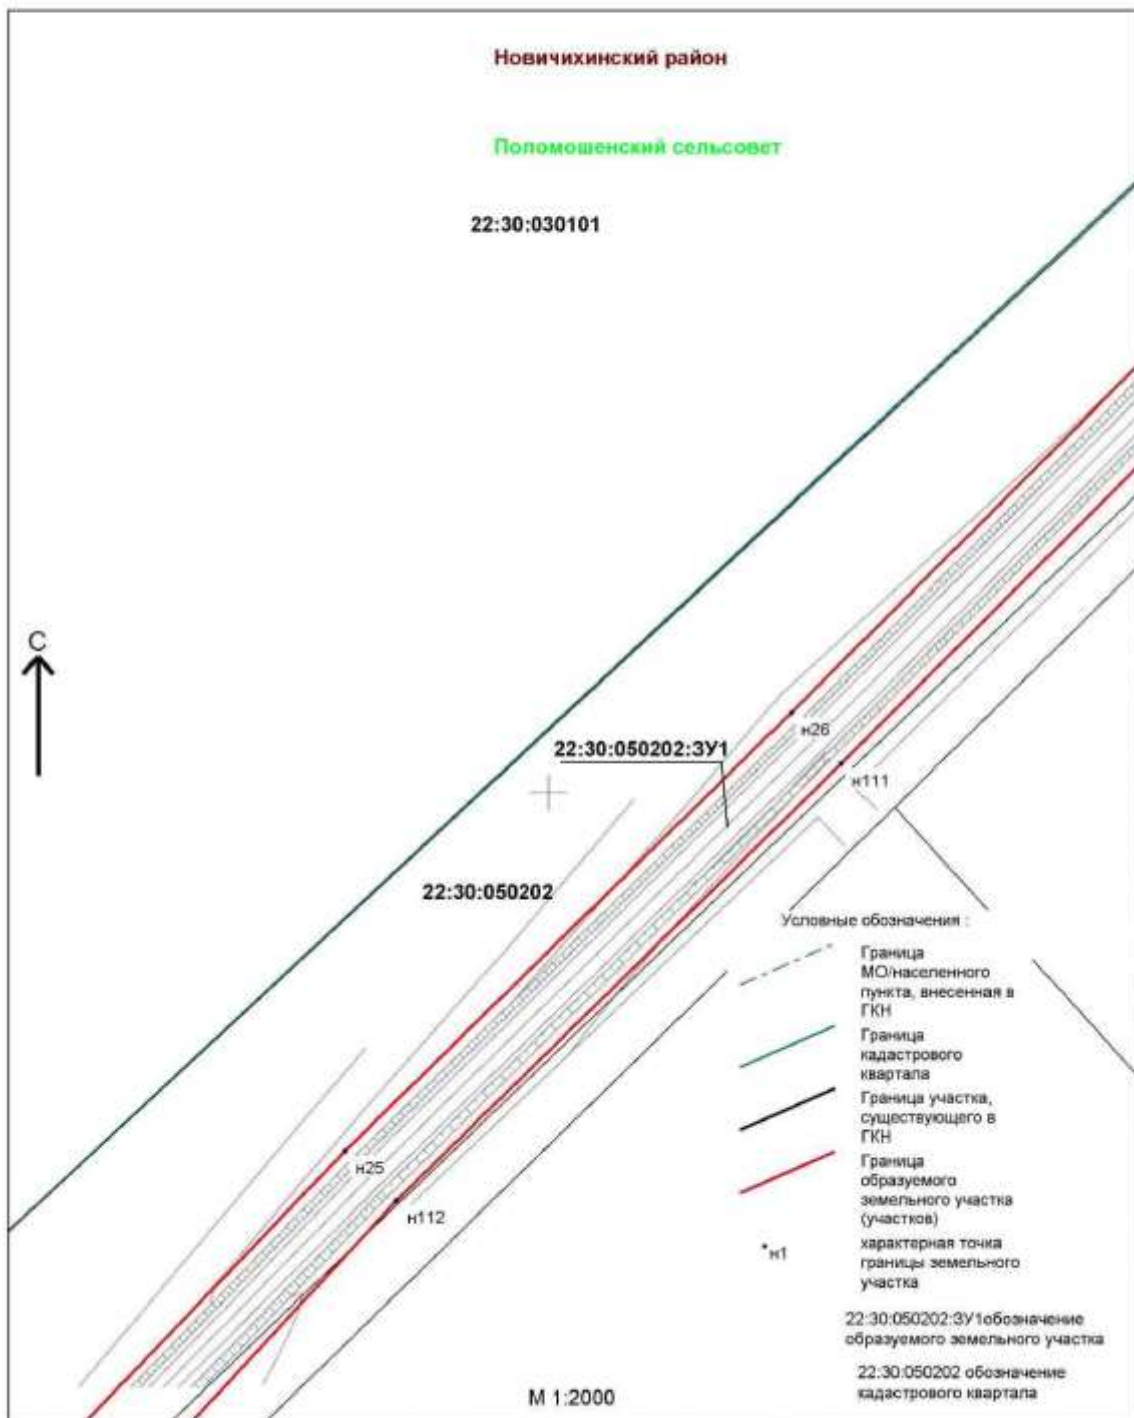 Новичихинский район
Поломошенский сельсовет
22:30:030101
С
н26
22:30:050202:ЗУ1
н111
22:30:050202
Условные обозначения :
Граница
МО/населенного
пункта, внесенная в
ГКН
Граница
кадастрового
квартала
Граница участка,
существующего в
ГКН
н25
Граница
образуемого
земельного участка
(участков)
н112
н1
характерная точка
границы земельного
участка
22:30:050202:ЗУ1обозначение
образуемого земельного участка
22:30:050202 обозначение
кадастрового квартала
М 1:2000